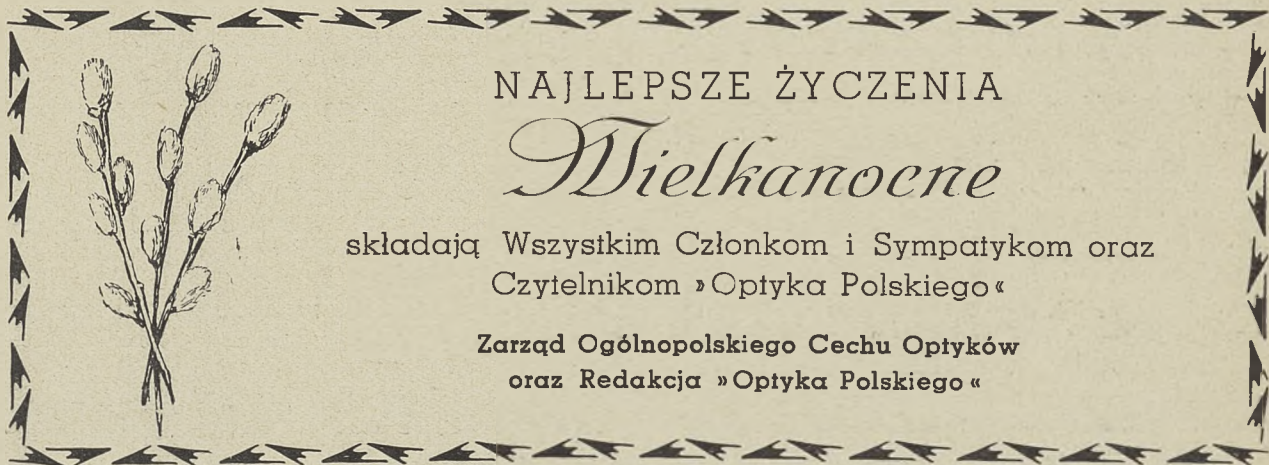 NAJLEPSZE ŻYCZENIA
Wielkanocne
składają Wszystkim Członkom i Sympatykom oraz
Czytelnikom »Optyka Polskiego«
Zarząd Ogólnopolskiego Cechu Optyków
oraz Redakcja »Optyka Polskiego«